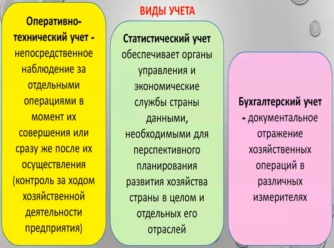 ВИДЫ УЧЕТА
Оперативно-
технический учет -
непосредственное
наблюдение за
отдельными
операциями в
момент их
совершения или
сразу же после их
осуществления
(контроль за ходом
хозяйственной
деятельности
предприятия)
Статистический учет
обеспечивает органы
управления и
экономические
службы страны
данными,
необходимыми для
перспективного
планирования
развития хозяйства
страны в целом и
отдельных его
отраслей
Бухгалтерский учет
- документальное
отражение
хозяйственных
операций в
различных
измерителях